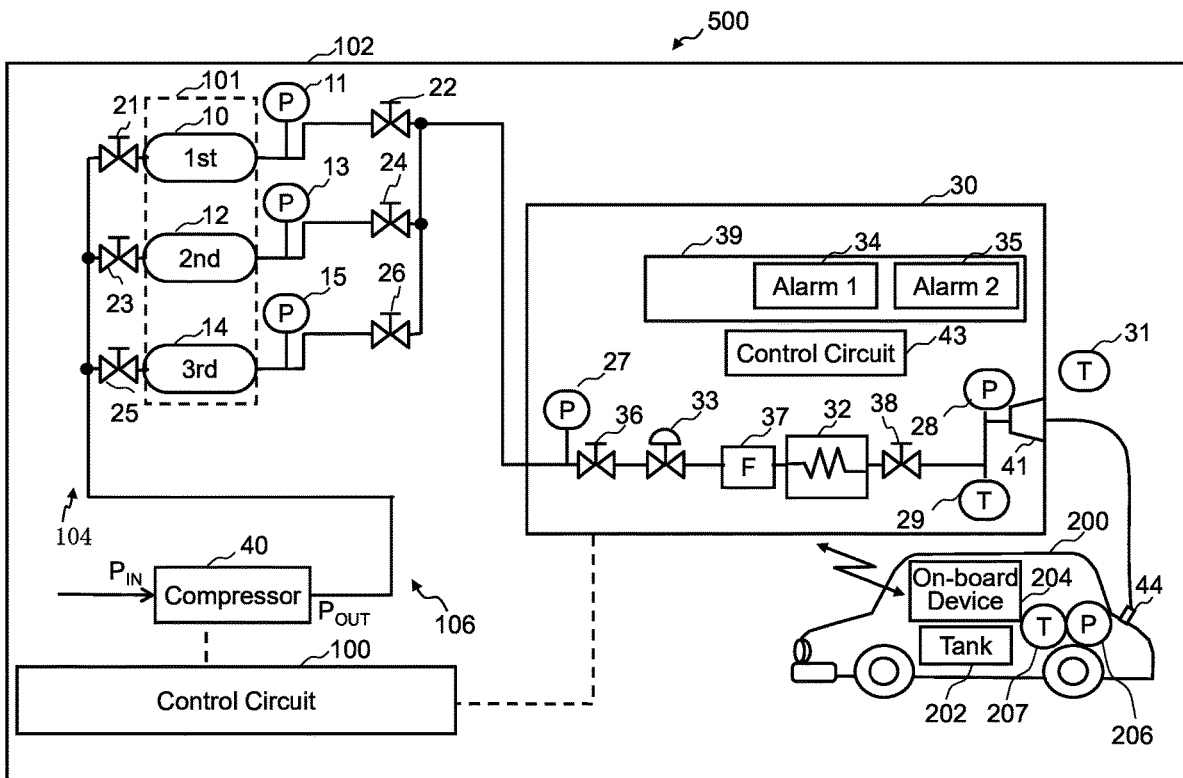 500
102
101
11
22
21
10
P
1st
13
24
12
P
2nd
23
15
26
14
P
3rd
25
30
39
34
35
Alarm 1
Alarm 2
43
Control Circuit
31
T
27
P
36
33
37
F
32
38
28
P
41
29
T
104
40
PIN
Compressor
POUT
106
200
On-board
Device
204
44
T
P
Tank
202
207
206
100
Control Circuit